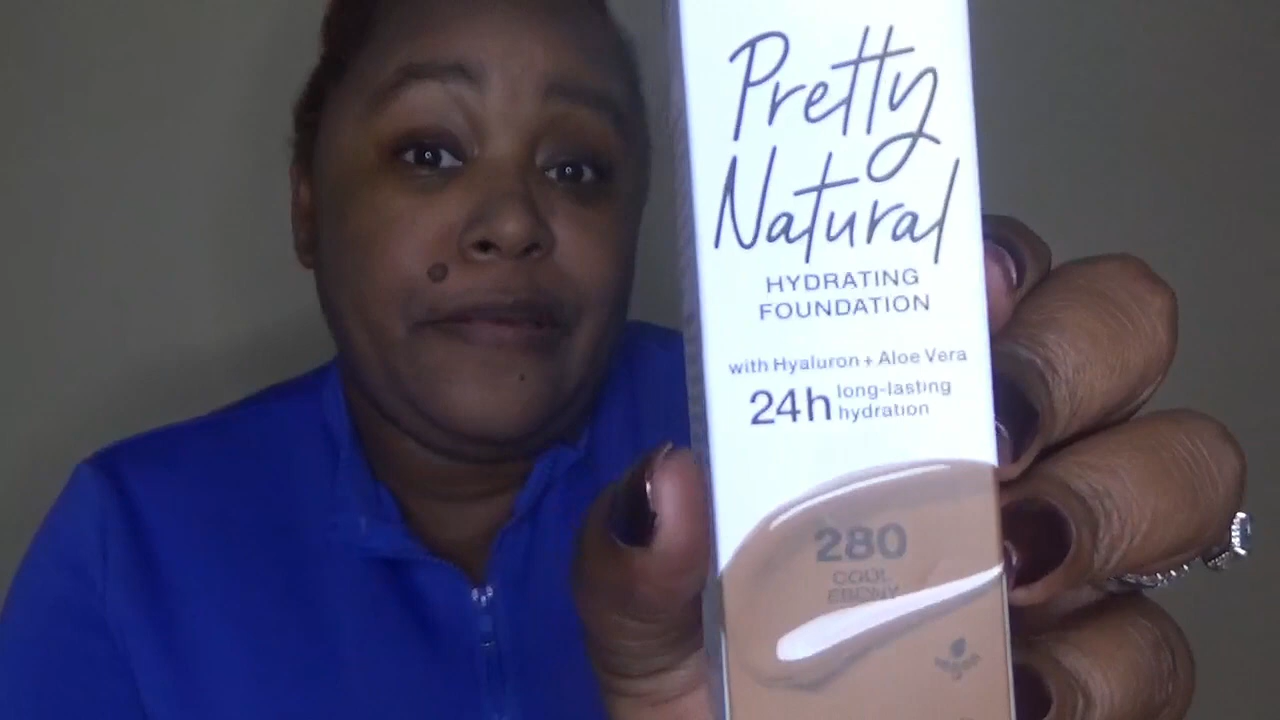 Pretty
Natural
HYDRATING
FOUNDATION
with Hyaluron + Aloe Vera
24h long-lasting
hydration
280
COOL
EBONY